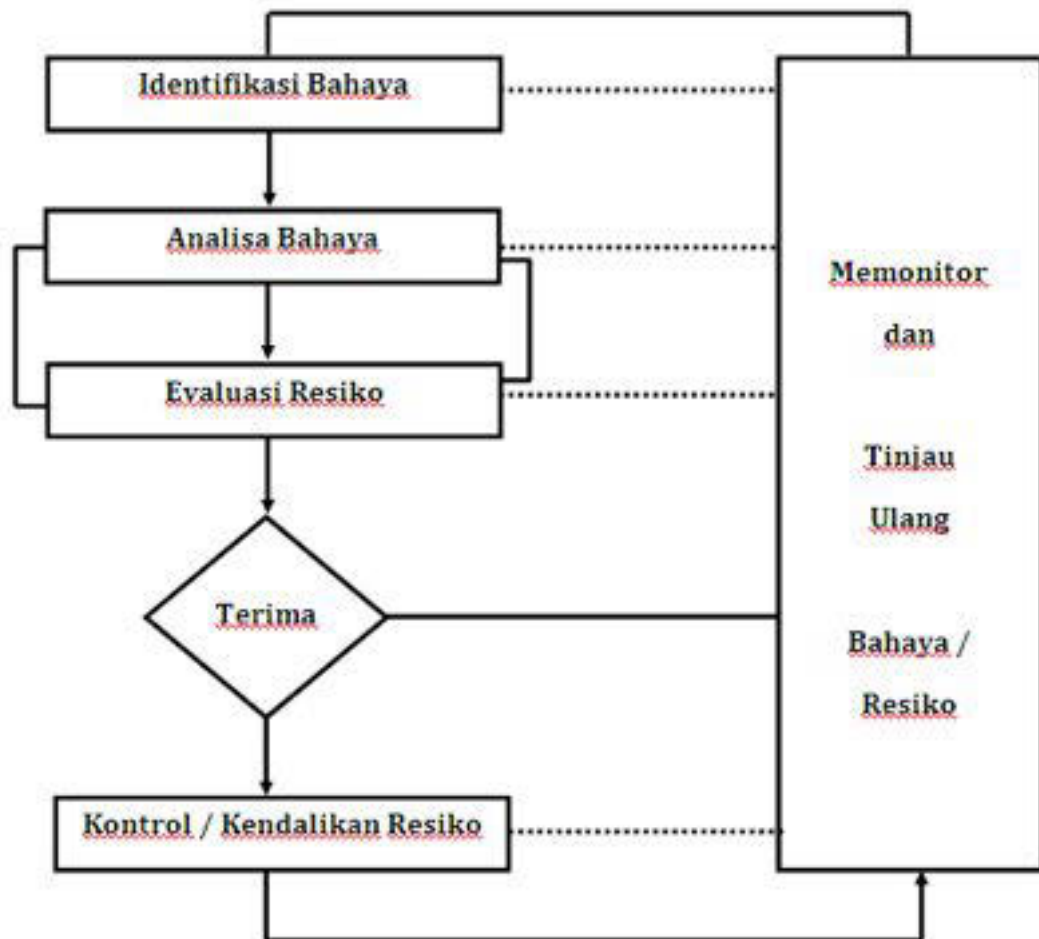 Identifikasi Bahaya
Analisa Bahaya
Evaluasi Resiko
Terima
Kontrol / Kendalikan Resiko
Memonitor
dan
Tinjau
Ulang
Bahaya /
Resiko